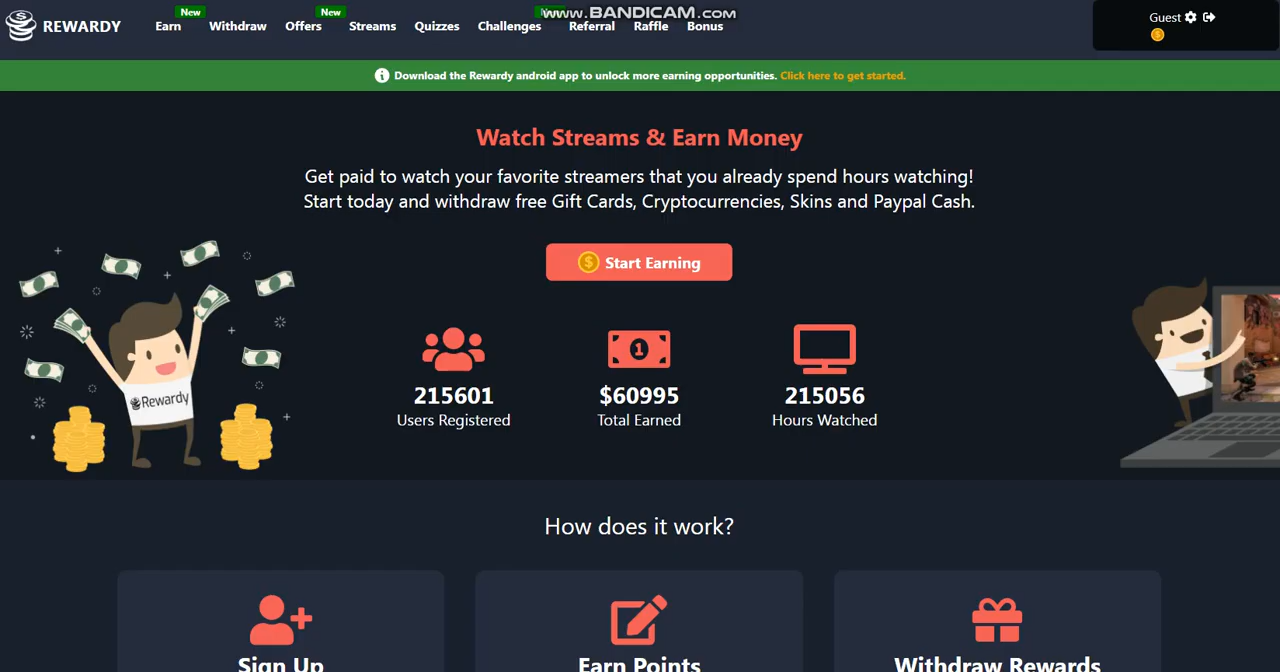 REWARDY
New
Earn
Withdraw
New
Offers
Streams
Quizzes
Challenges
www.BANDICAM.com
Referral
Raffle
Bonus
Guest
Download the Rewardy android app to unlock more earning opportunities. Click here to get started.
Watch Streams & Earn Money
Get paid to watch your favorite streamers that you already spend hours watching!
Start today and withdraw free Gift Cards, Cryptocurrencies, Skins and Paypal Cash.
$ Start Earning
Rewardy
1
215601
Users Registered
$60995
Total Earned
215056
Hours Watched
How does it work?
Sign Up
Earn Points
Withdraw Rewards